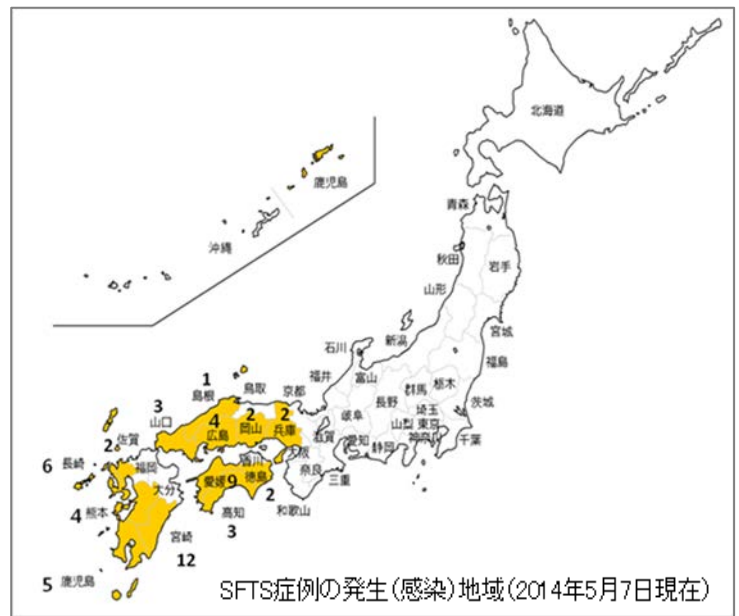 北海道
青森
秋田
岩手
山形
宮城
新潟
福島
石川
富山
福井
群馬
栃木
茨城
長野
埼玉
山梨
東京
神奈川
千葉
静岡
岐阜
愛知
滋賀
三重
京都
大阪
奈良
和歌山
鹿児島
沖縄
1
島根
鳥取
3
山口
4
広島
2
岡山
2
兵庫
香川
愛媛
9
徳島
2
高知
3
2
佐賀
福岡
大分
6
長崎
4
熊本
宮崎
12
5
鹿児島
SFTS症例の発生(感染)地域(2014年5月7日現在)